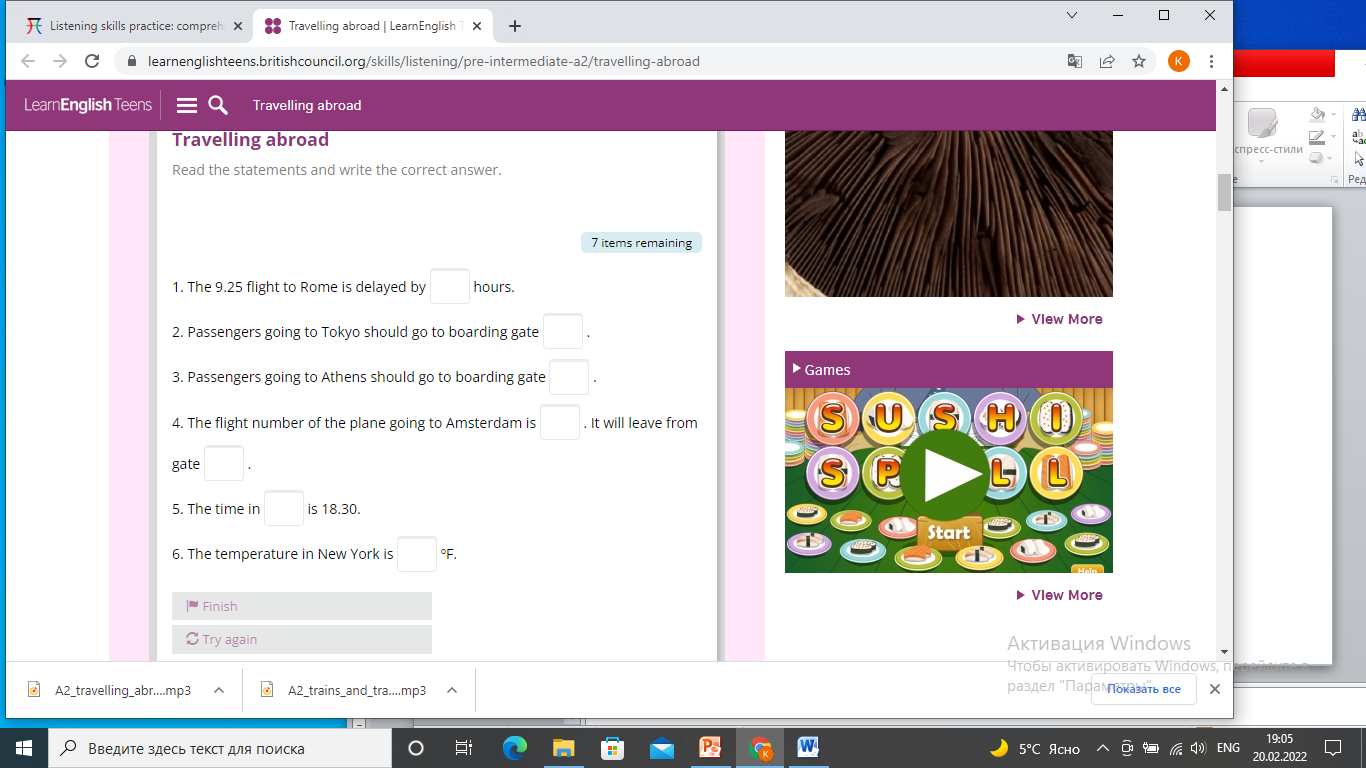 Listening skills practice: compreh
Travelling abroad | LearnEnglish T
learnenglishteens.britishcouncil.org/skills/listening/pre-intermediate-a2/travelling-abroad
K
LearnEnglish Teens
Travelling abroad
Travelling abroad
Read the statements and write the correct answer.
7 items remaining
1. The 9.25 flight to Rome is delayed by hours.
2. Passengers going to Tokyo should go to boarding gate .
3. Passengers going to Athens should go to boarding gate .
4. The flight number of the plane going to Amsterdam is . It will leave from
gate .
5. The time in is 18.30.
6. The temperature in New York is ºF.
Finish
Try again
View More
Games
SUSHI
Start
Help
View More
спресс-стили
Ред
Активация Windows
Чтобы активировать Windows, перейдите в
раздел "Параметры".
A2_travelling_abr....mp3
A2_trains_and_tra....mp3
Показать все
Введите здесь текст для поиска
5°C Ясно
ENG
19:05
20.02.2022